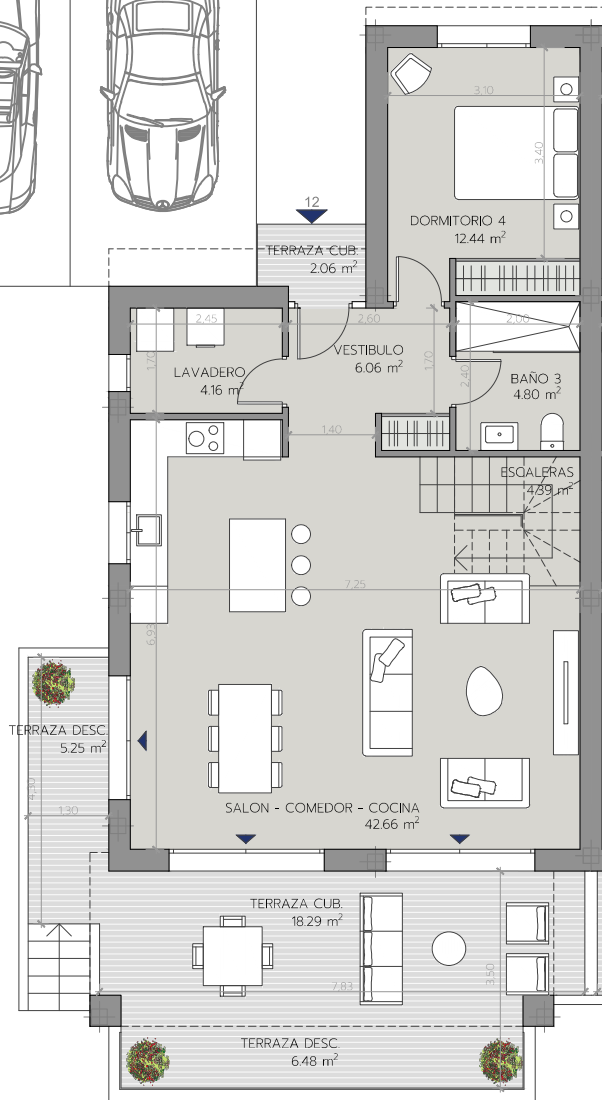 3.10
3.40
DORMITORIO 4
12.44 m²
12
TERRAZA CUB.
2.06 m²
2,45
2,60
2,00
1,70
LAVADERO
4.16 m²
VESTIBULO
6.06 m²
1,70
2,40
BAÑO 3
4.80 m²
1,40
ESCALERAS
4.39 m²
7,25
6,93
TERRAZA DESC.
5.25 m²
4,30
1.30
SALON - COMEDOR - COCINA
42.66 m²
TERRAZA CUB.
18.29 m²
7,83
3,50
TERRAZA DESC.
6.48 m²